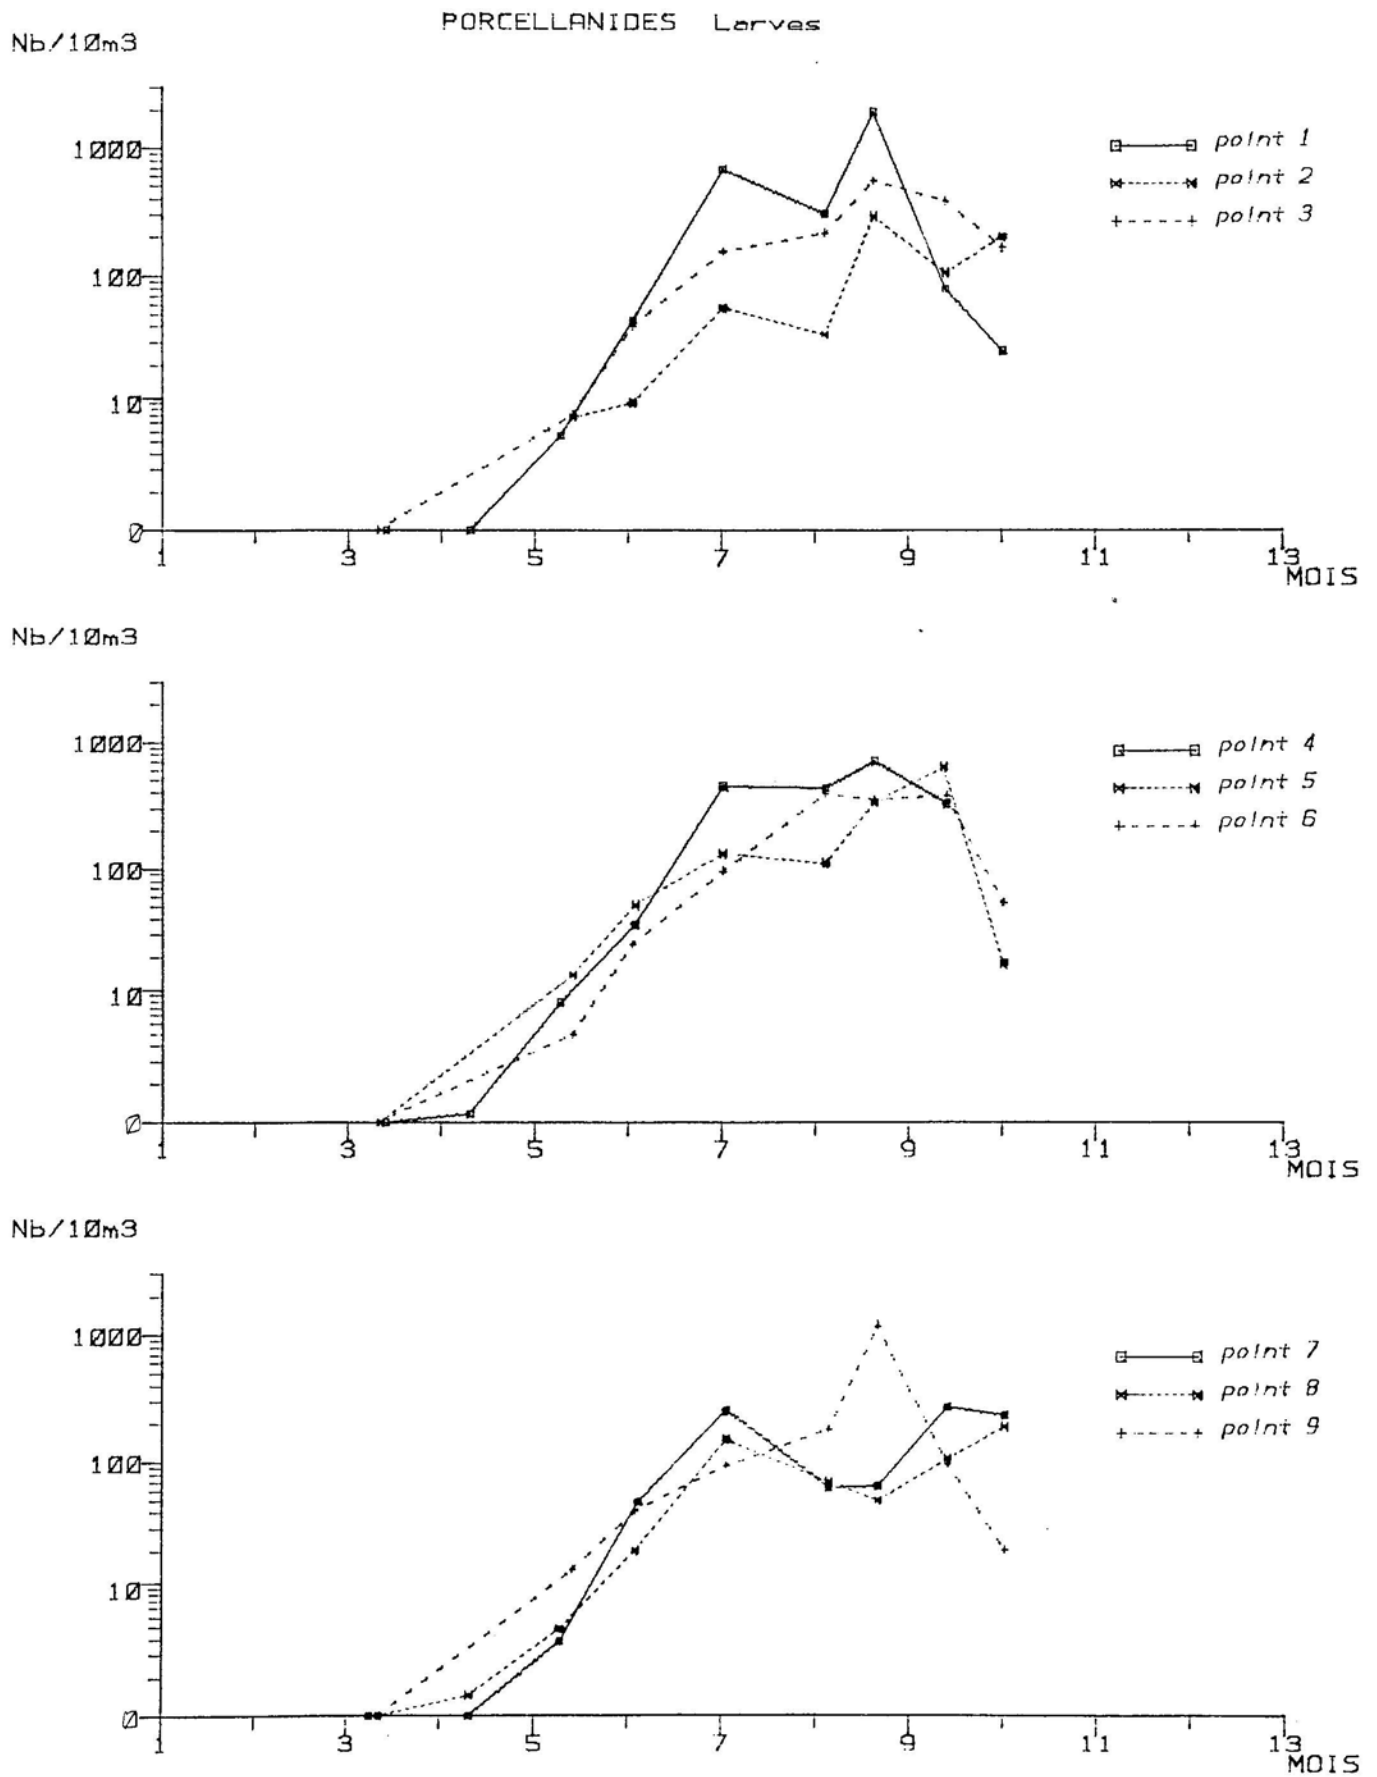 PORCELLANIDES Larves
Nb/10m3
1000
100
10
0
1 3 5 7 9 11 13
MOIS
point 1
point 2
point 3
Nb/10m3
1000
100
10
0
1 3 5 7 9 11 13
MOIS
point 4
point 5
point 6
Nb/10m3
1000
100
10
0
1 3 5 7 9 11 13
MOIS
point 7
point 8
point 9